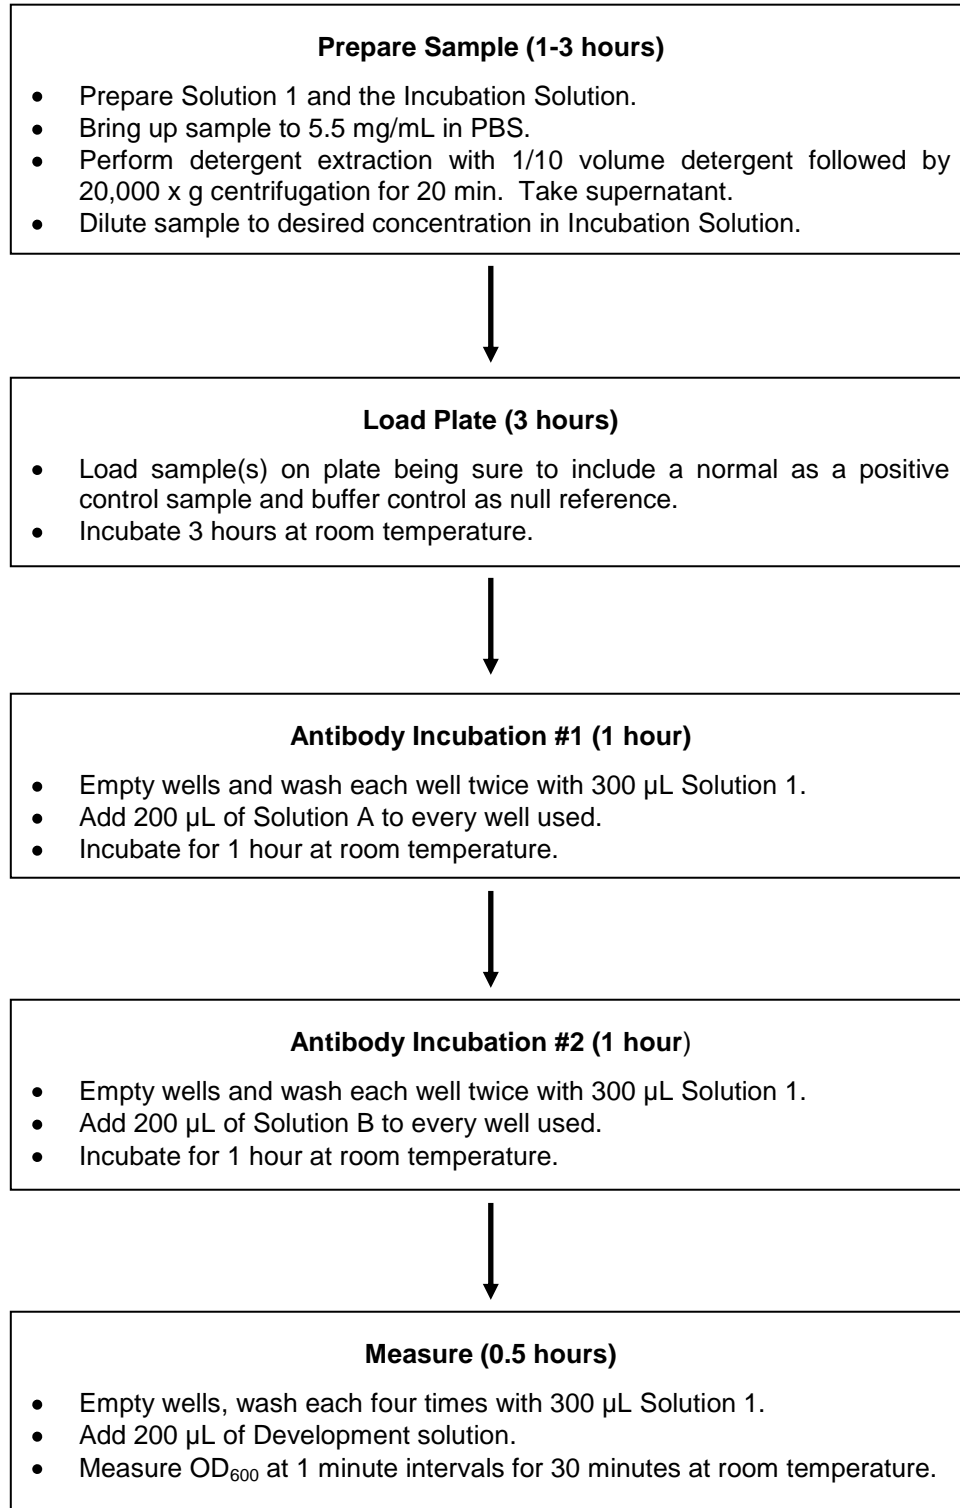 Prepare Sample (1-3 hours)
• Prepare Solution 1 and the Incubation Solution.
• Bring up sample to 5.5 mg/mL in PBS.
• Perform detergent extraction with 1/10 volume detergent followed by
20,000 x g centrifugation for 20 min. Take supernatant.
• Dilute sample to desired concentration in Incubation Solution.
Load Plate (3 hours)
• Load sample(s) on plate being sure to include a normal as a positive
control sample and buffer control as null reference.
• Incubate 3 hours at room temperature.
Antibody Incubation #1 (1 hour)
• Empty wells and wash each well twice with 300 µL Solution 1.
• Add 200 µL of Solution A to every well used.
• Incubate for 1 hour at room temperature.
Antibody Incubation #2 (1 hour)
• Empty wells and wash each well twice with 300 µL Solution 1.
• Add 200 µL of Solution B to every well used.
• Incubate for 1 hour at room temperature.
Measure (0.5 hours)
• Empty wells, wash each four times with 300 µL Solution 1.
• Add 200 µL of Development solution.
• Measure OD600 at 1 minute intervals for 30 minutes at room temperature.